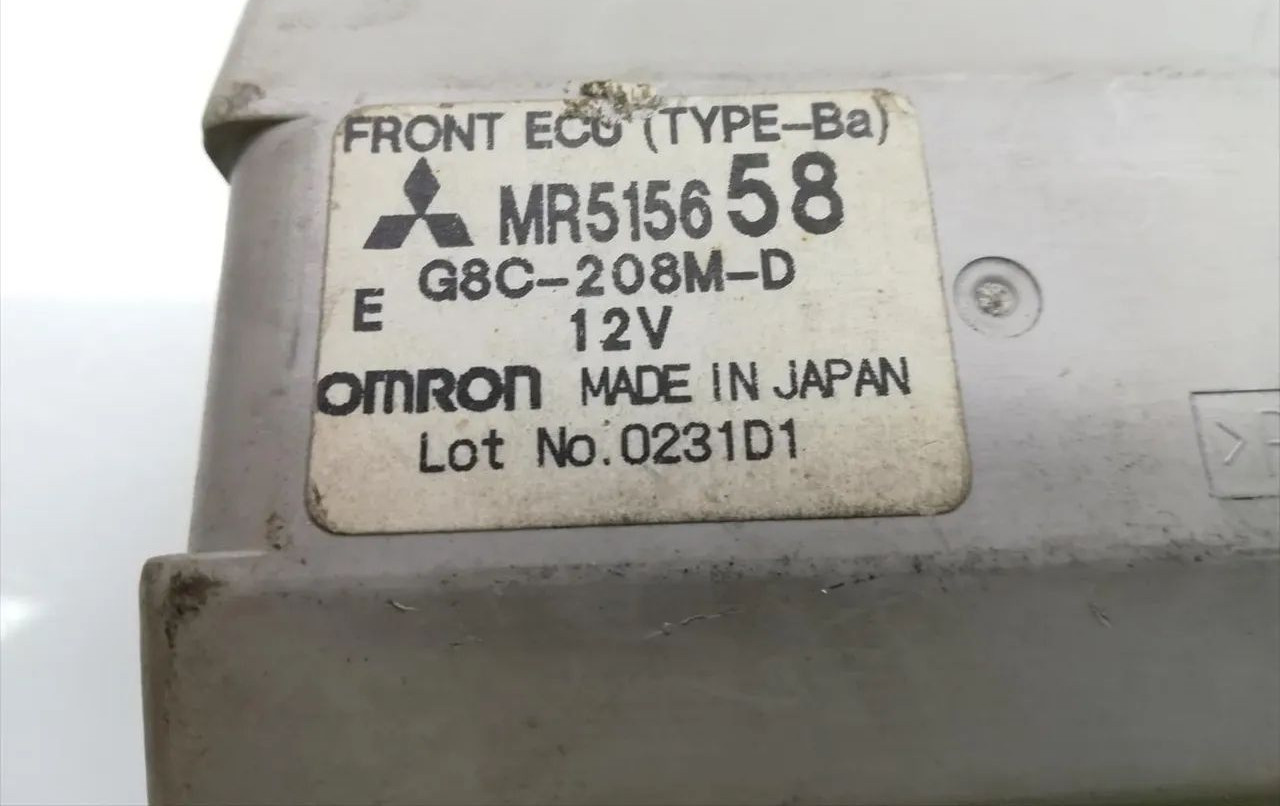 FRONT ECU (TYPE-Ba)
MR515658
G8C-208M-D
E
12V
OMRON MADE IN JAPAN
Lot No.0231D1